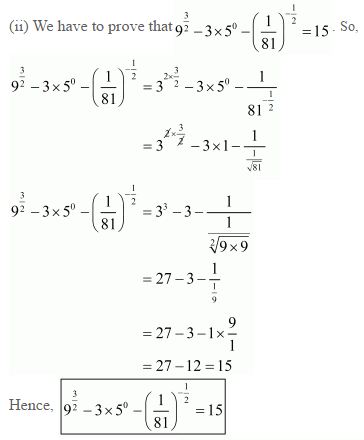 (ii) We have to prove that 9^(3/2) − 3×5^0 − (1/81)^(−1/2) = 15 . So,
9^(3/2) − 3×5^0 − (1/81)^(−1/2) = 3^(2×3/2) − 3×5^0 − 1/(81^(−1/2))
= 3^(2×3/2) − 3×1 − 1/(1/√81)
9^(3/2) − 3×5^0 − (1/81)^(−1/2) = 3^3 − 3 − 1/(1/²√(9×9))
= 27 − 3 − 1/(1/9)
= 27 − 3 − 1× 9/1
= 27 − 12 = 15
Hence, 9^(3/2) − 3×5^0 − (1/81)^(−1/2) = 15